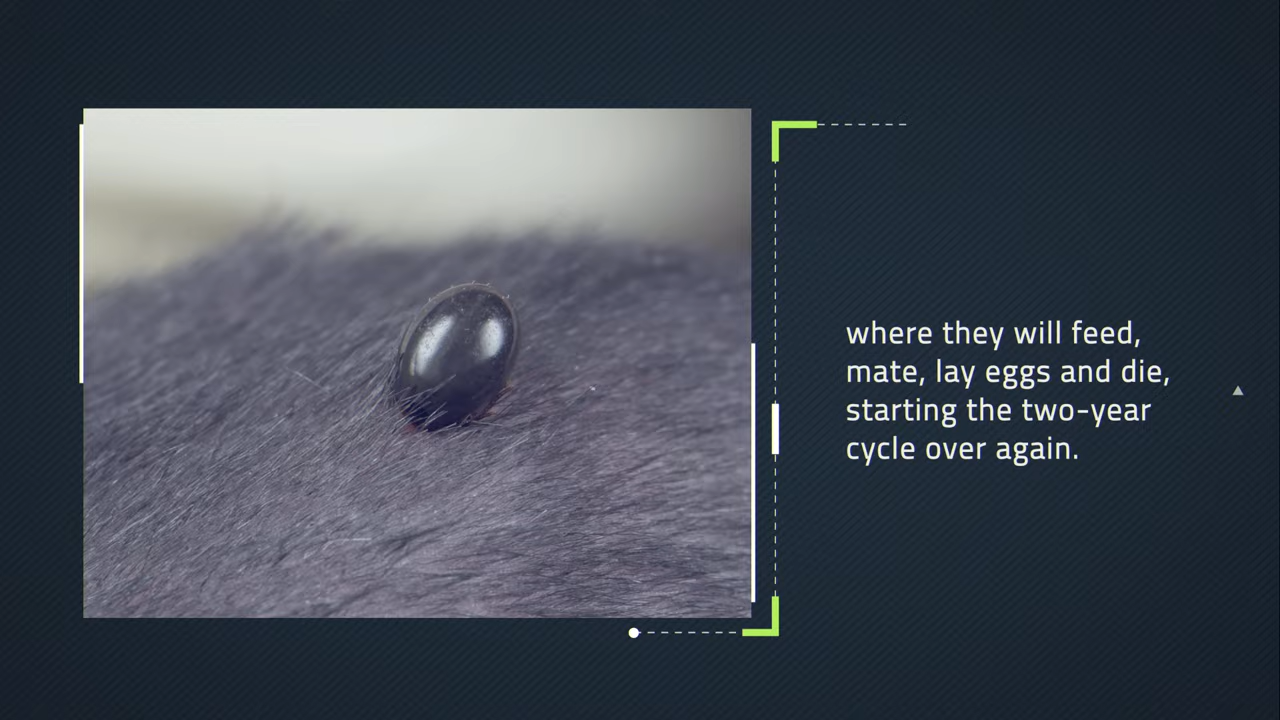 where they will feed,
mate, lay eggs and die,
starting the two-year
cycle over again.